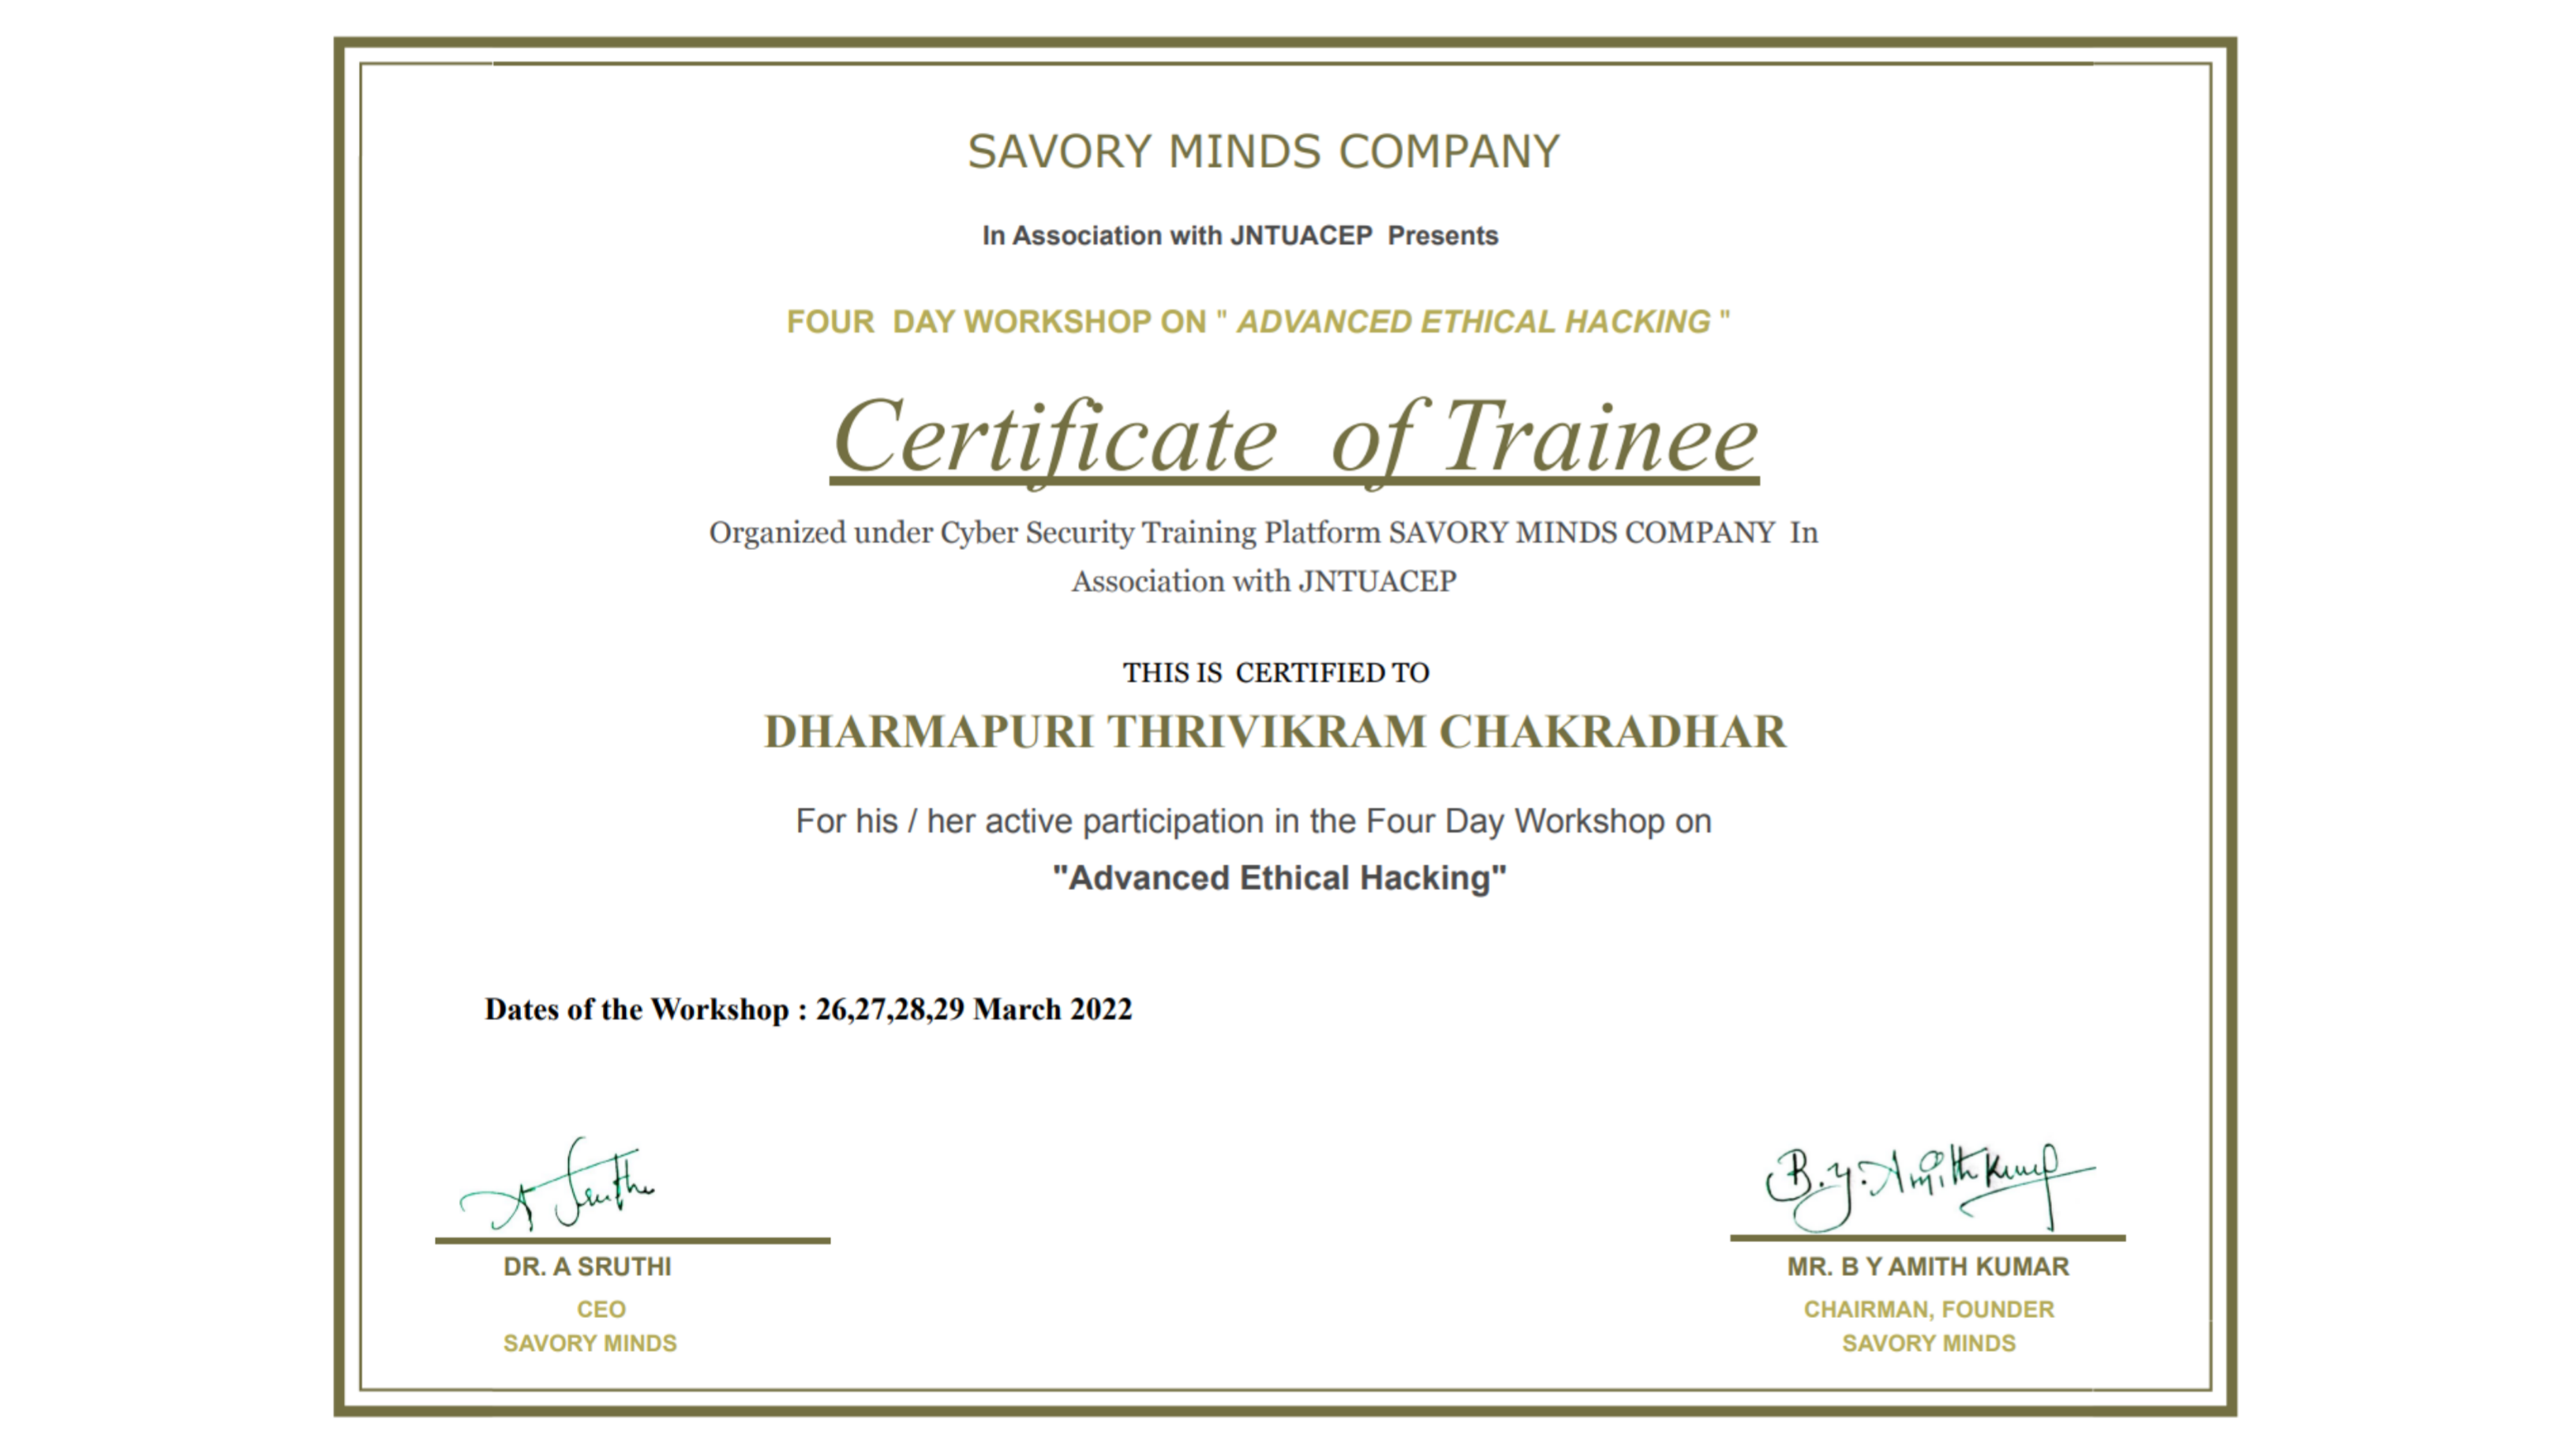 SAVORY MINDS COMPANY
In Association with JNTUACEP Presents
FOUR DAY WORKSHOP ON " ADVANCED ETHICAL HACKING "
Certificate of Trainee
Organized under Cyber Security Training Platform SAVORY MINDS COMPANY In
Association with JNTUACEP
THIS IS CERTIFIED TO
DHARMAPURI THRIVIKRAM CHAKRADHAR
For his / her active participation in the Four Day Workshop on
"Advanced Ethical Hacking"
Dates of the Workshop : 26,27,28,29 March 2022
A Sruthi
B.Y.Amith Kumar
DR. A SRUTHI
MR. B Y AMITH KUMAR
CEO
CHAIRMAN, FOUNDER
SAVORY MINDS
SAVORY MINDS